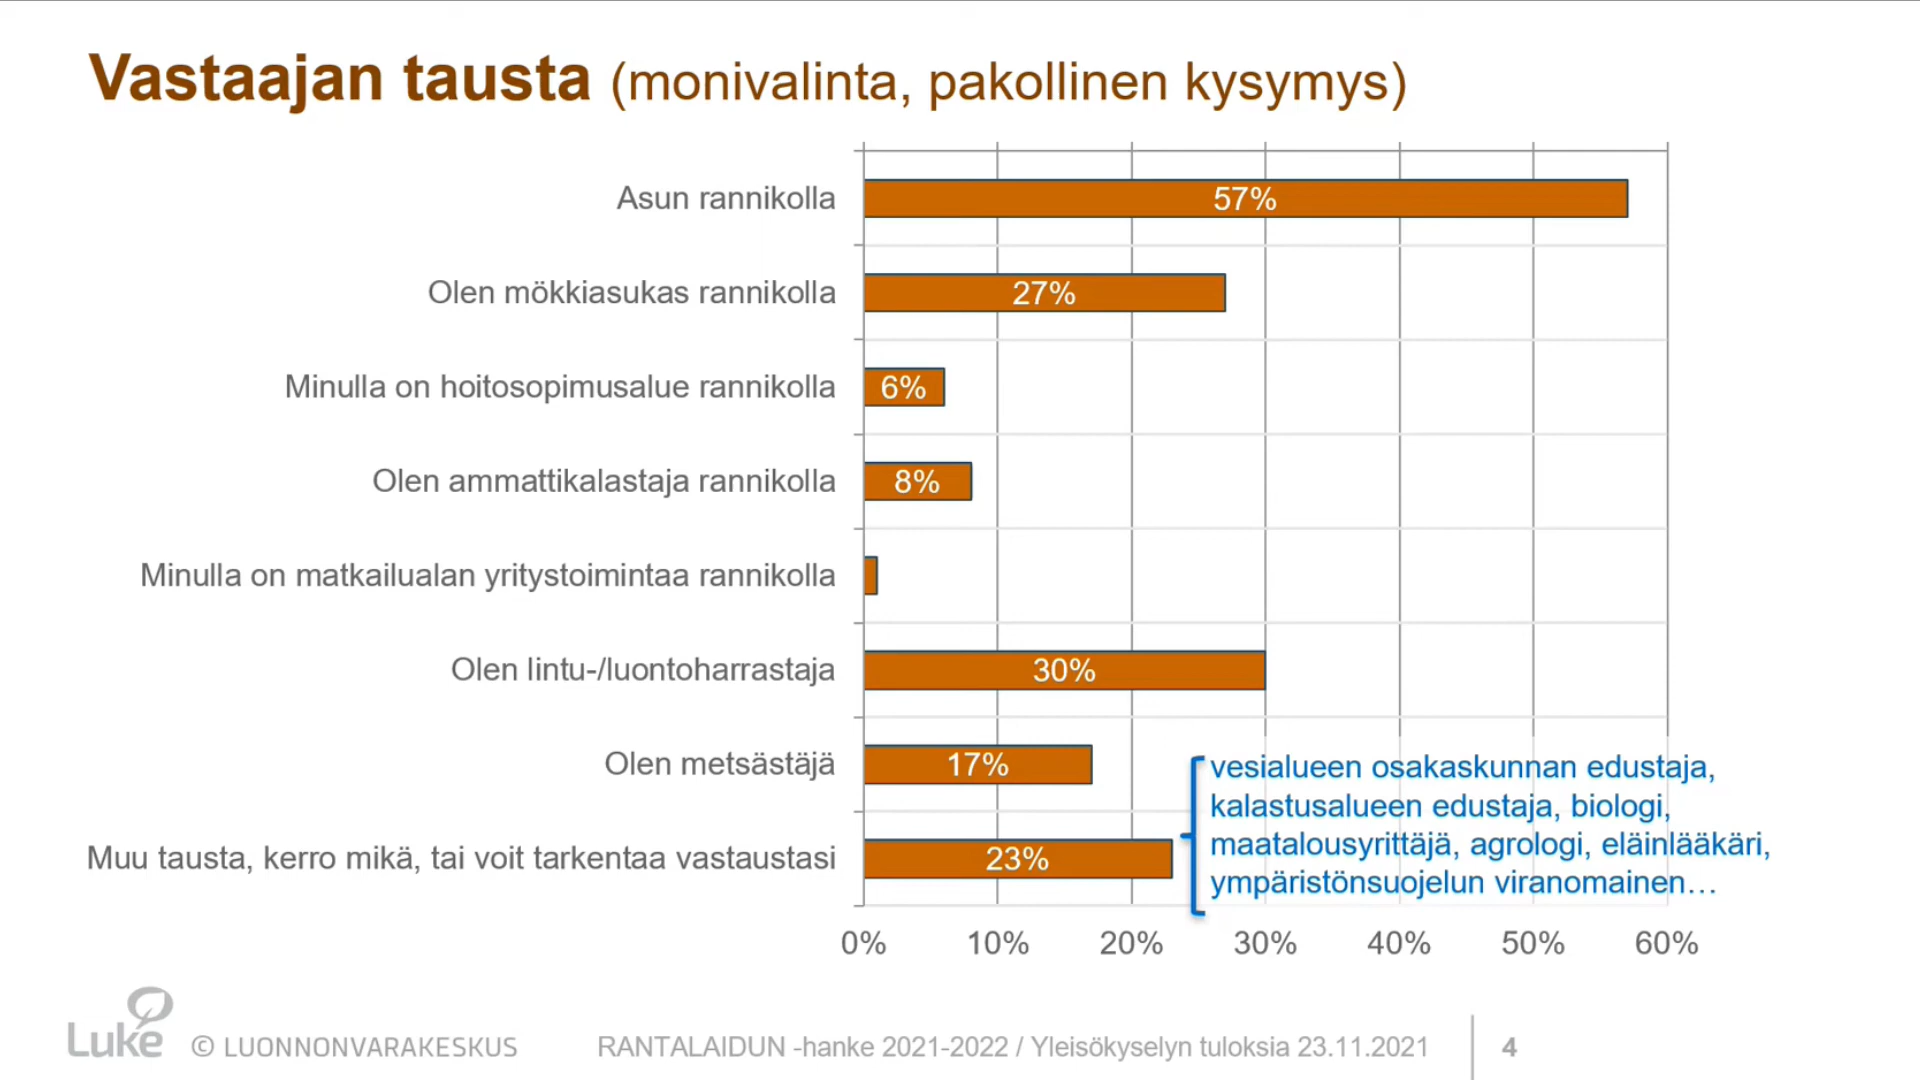 Vastaajan tausta (monivalinta, pakollinen kysymys)
Asun rannikolla
57%
Olen mökkiasukas rannikolla
27%
Minulla on hoitosopimusalue rannikolla
6%
Olen ammattikalastaja rannikolla
8%
Minulla on matkailualan yritystoimintaa rannikolla
Olen lintu-/luontoharrastaja
30%
Olen metsästäjä
17%
Muu tausta, kerro mikä, tai voit tarkentaa vastaustasi
23%
vesialueen osakaskunnan edustaja,
kalastusalueen edustaja, biologi,
maatalousyrittäjä, agrologi, eläinlääkäri,
ympäristönsuojelun viranomainen…
0% 10% 20% 30% 40% 50% 60%
Luke © LUONNONVARAKESKUS RANTALAIDUN -hanke 2021-2022 / Yleisökyselyn tuloksia 23.11.2021 4